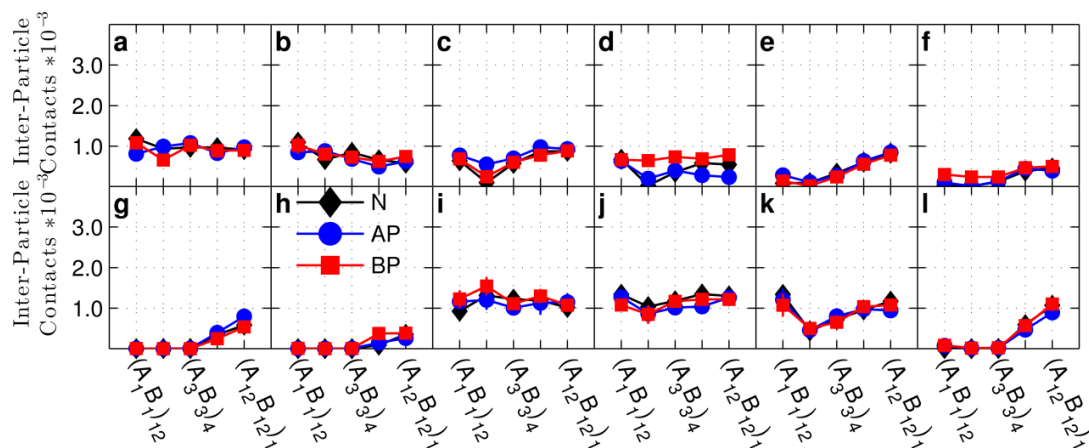 Inter-Particle
Contacts *10⁻³
3.0
2.0
1.0
a
b
c
d
e
f
Inter-Particle
Contacts *10⁻³
3.0
2.0
1.0
g
h
i
j
k
l
N
AP
BP
(A₁B₁)₁₂
(A₃B₃)₄
(A₁₂B₁₂)₁
(A₁B₁)₁₂
(A₃B₃)₄
(A₁₂B₁₂)₁
(A₁B₁)₁₂
(A₃B₃)₄
(A₁₂B₁₂)₁
(A₁B₁)₁₂
(A₃B₃)₄
(A₁₂B₁₂)₁
(A₁B₁)₁₂
(A₃B₃)₄
(A₁₂B₁₂)₁
(A₁B₁)₁₂
(A₃B₃)₄
(A₁₂B₁₂)₁